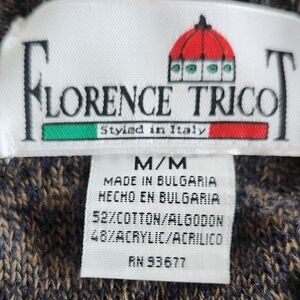 FLORENCE TRICOT
Styled in Italy
M/M
MADE IN BULGARIA
HECHO EN BULGARIA
52%COTTON/ALGODON
48%ACRYLIC/ACRILICO
RN 93677